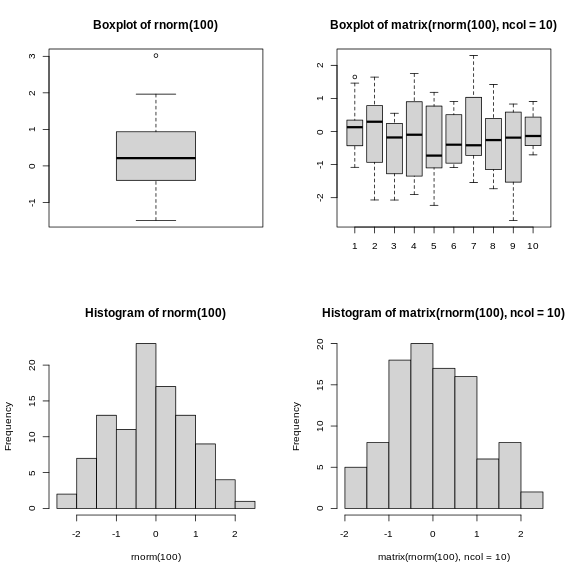 Boxplot of rnorm(100)
3
2
1
0
-1
Boxplot of matrix(rnorm(100), ncol = 10)
2
1
0
-1
-2
1 2 3 4 5 6 7 8 9 10
Histogram of rnorm(100)
Frequency
20
15
10
5
0
-2 -1 0 1 2
rnorm(100)
Histogram of matrix(rnorm(100), ncol = 10)
Frequency
20
15
10
5
0
-2 -1 0 1 2
matrix(rnorm(100), ncol = 10)